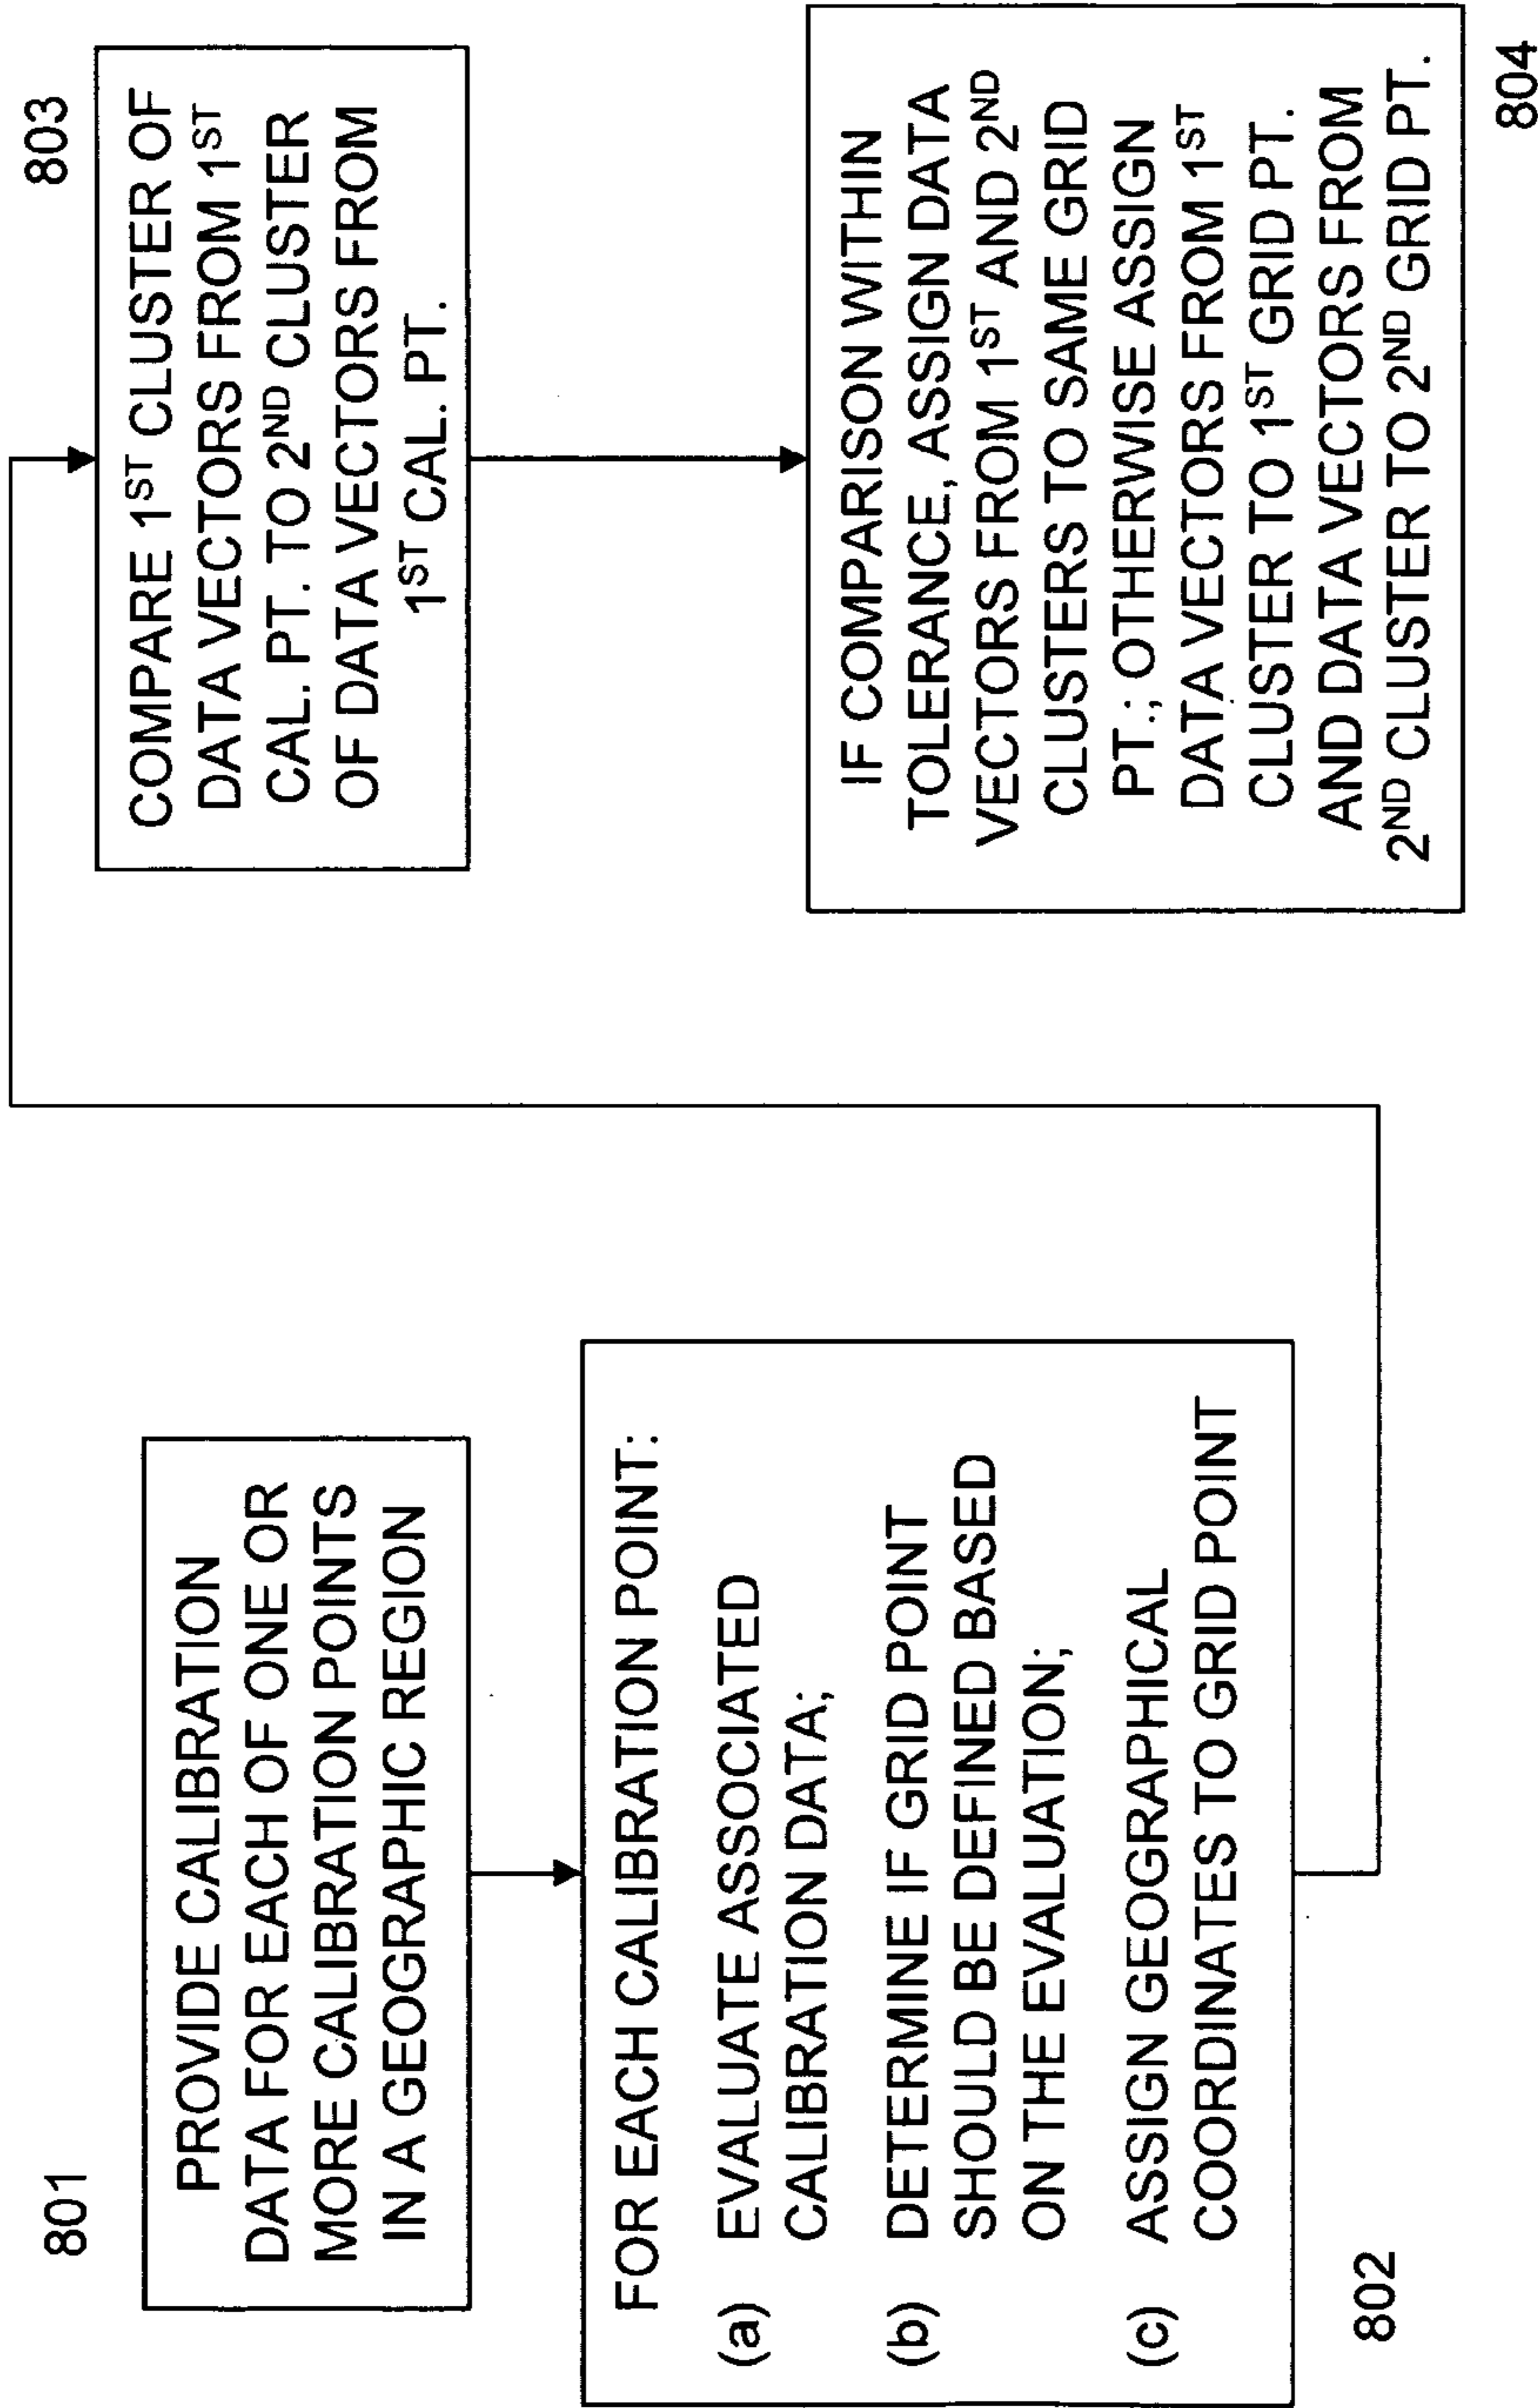 801
PROVIDE CALIBRATION
DATA FOR EACH OF ONE OR
MORE CALIBRATION POINTS
IN A GEOGRAPHIC REGION
FOR EACH CALIBRATION POINT:
(a) EVALUATE ASSOCIATED
CALIBRATION DATA;
(b) DETERMINE IF GRID POINT
SHOULD BE DEFINED BASED
ON THE EVALUATION;
(c) ASSIGN GEOGRAPHICAL
COORDINATES TO GRID POINT
802
803
COMPARE 1ST CLUSTER OF
DATA VECTORS FROM 1ST
CAL. PT. TO 2ND CLUSTER
OF DATA VECTORS FROM
1ST CAL. PT.
IF COMPARISON WITHIN
TOLERANCE, ASSIGN DATA
VECTORS FROM 1ST AND 2ND
CLUSTERS TO SAME GRID
PT.; OTHERWISE ASSIGN
DATA VECTORS FROM 1ST
CLUSTER TO 1ST GRID PT.
AND DATA VECTORS FROM
2ND CLUSTER TO 2ND GRID PT.
804